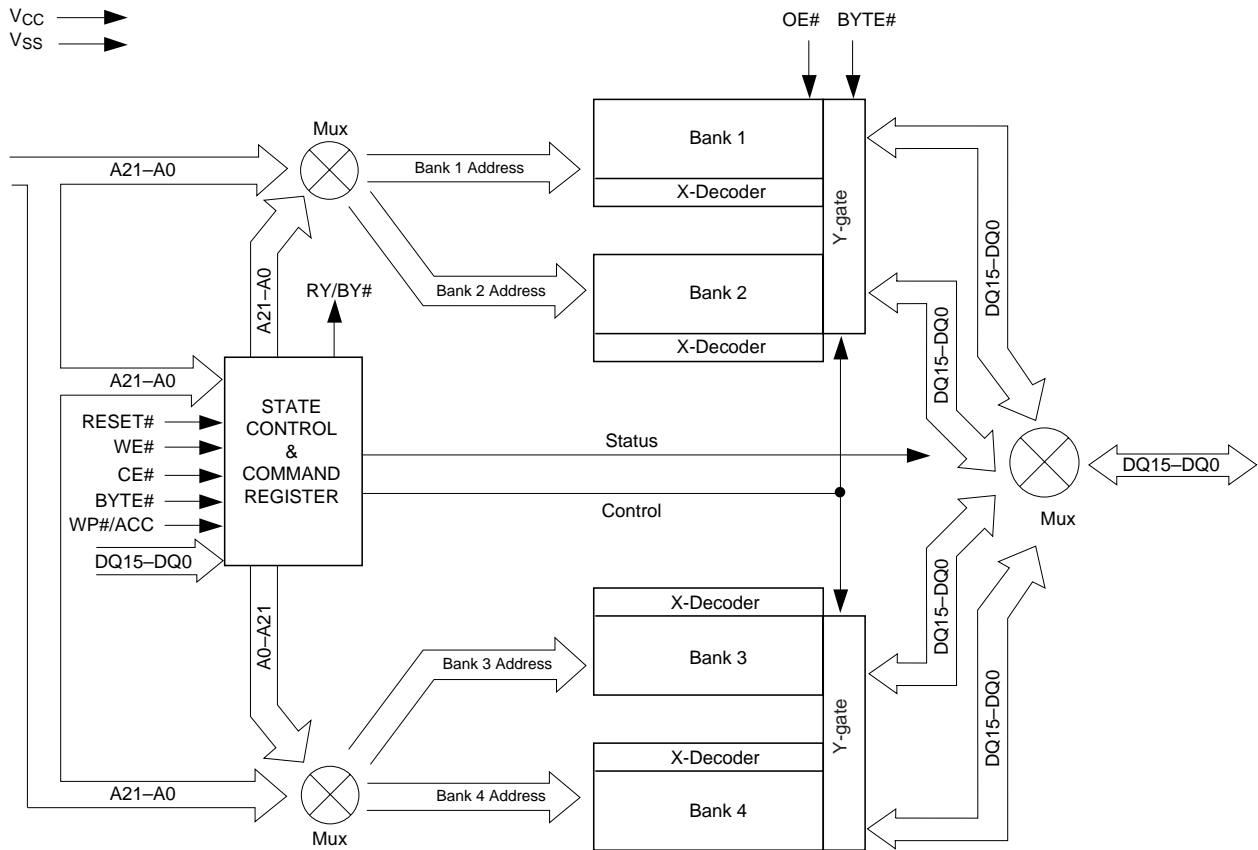 VCC
VSS
OE# BYTE#
Mux
A21–A0
Bank 1 Address
Bank 1
X-Decoder
Y-gate
DQ15–DQ0
A21–A0
RY/BY#
Bank 2 Address
Bank 2
X-Decoder
DQ15–DQ0
A21–A0
RESET#
WE#
CE#
BYTE#
WP#/ACC
DQ15–DQ0
STATE
CONTROL
&
COMMAND
REGISTER
Status
Control
DQ15–DQ0
Mux
A0–A21
X-Decoder
Bank 3 Address
Bank 3
Y-gate
DQ15–DQ0
DQ15–DQ0
X-Decoder
A21–A0
Mux
Bank 4 Address
Bank 4